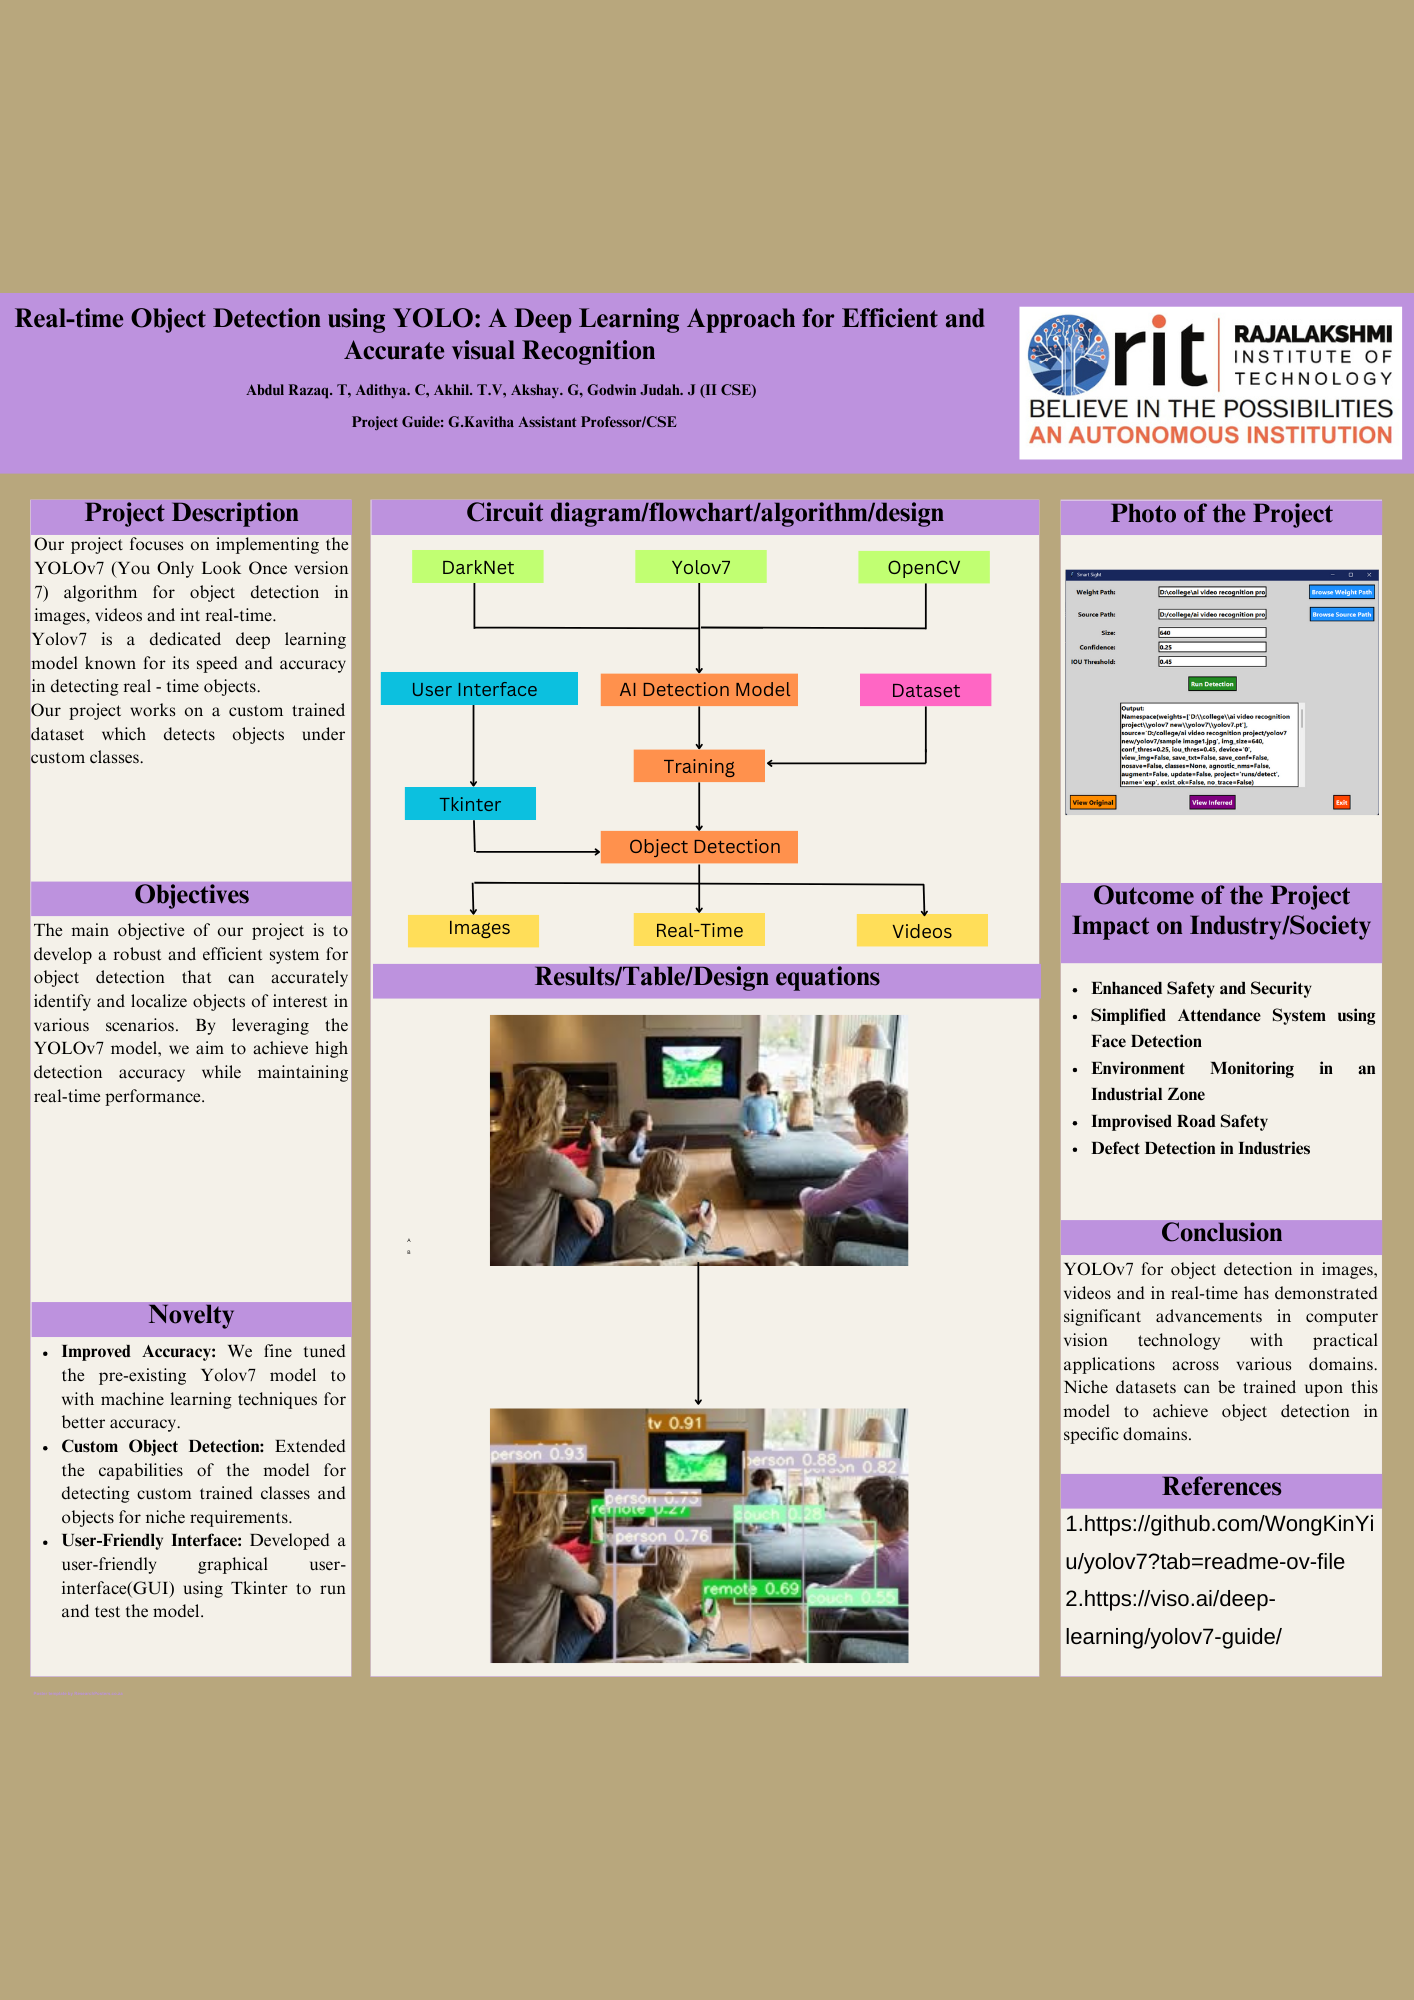 Real-time Object Detection using YOLO: A Deep Learning Approach for Efficient and
Accurate visual Recognition
Abdul Razaq. T, Adithya. C, Akhil. T.V, Akshay. G, Godwin Judah. J (II CSE)
Project Guide: G.Kavitha Assistant Professor/CSE
rit
RAJALAKSHMI
INSTITUTE OF
TECHNOLOGY
BELIEVE IN THE POSSIBILITIES
AN AUTONOMOUS INSTITUTION
Project Description
Our project focuses on implementing the
YOLOv7 (You Only Look Once version
7) algorithm for object detection in
images, videos and int real-time.
Yolov7 is a dedicated deep learning
model known for its speed and accuracy
in detecting real - time objects.
Our project works on a custom trained
dataset which detects objects under
custom classes.
Objectives
The main objective of our project is to
develop a robust and efficient system for
object detection that can accurately
identify and localize objects of interest in
various scenarios. By leveraging the
YOLOv7 model, we aim to achieve high
detection accuracy while maintaining
real-time performance.
Novelty
• Improved Accuracy: We fine tuned
the pre-existing Yolov7 model to
with machine learning techniques for
better accuracy.
• Custom Object Detection: Extended
the capabilities of the model for
detecting custom trained classes and
objects for niche requirements.
• User-Friendly Interface: Developed a
user-friendly graphical user-
interface(GUI) using Tkinter to run
and test the model.
Circuit diagram/flowchart/algorithm/design
DarkNet
Yolov7
OpenCV
User Interface
AI Detection Model
Dataset
Training
Tkinter
Object Detection
Images
Real-Time
Videos
Results/Table/Design equations
A
B
tv 0.91
person 0.93
person 0.88
person 0.82
person 0.73
remote 0.27
couch 0.28
person 0.76
remote 0.69
couch 0.55
Photo of the Project
Smart Sight
Weight Path:
D:\college\ai video recognition pro
Browse Weight Path
Source Path:
D:/college/ai video recognition pro
Browse Source Path
Size:
640
Confidence:
0.25
IOU Threshold:
0.45
Run Detection
Output:
Namespace(weights=['D:\\college\\ai video recognition
project\\yolov7 new\\yolov7\\yolov7.pt'],
source='D:/college/ai video recognition project/yolov7
new/yolov7/sample image1.jpg', img_size=640,
conf_thres=0.25, iou_thres=0.45, device='0',
view_img=False, save_txt=False, save_conf=False,
nosave=False, classes=None, agnostic_nms=False,
augment=False, update=False, project='runs/detect',
name='exp', exist_ok=False, no_trace=False)
View Original
View Inferred
Exit
Outcome of the Project
Impact on Industry/Society
• Enhanced Safety and Security
• Simplified Attendance System using
Face Detection
• Environment Monitoring in an
Industrial Zone
• Improvised Road Safety
• Defect Detection in Industries
Conclusion
YOLOv7 for object detection in images,
videos and in real-time has demonstrated
significant advancements in computer
vision technology with practical
applications across various domains.
Niche datasets can be trained upon this
model to achieve object detection in
specific domains.
References
1.https://github.com/WongKinYi
u/yolov7?tab=readme-ov-file
2.https://viso.ai/deep-
learning/yolov7-guide/